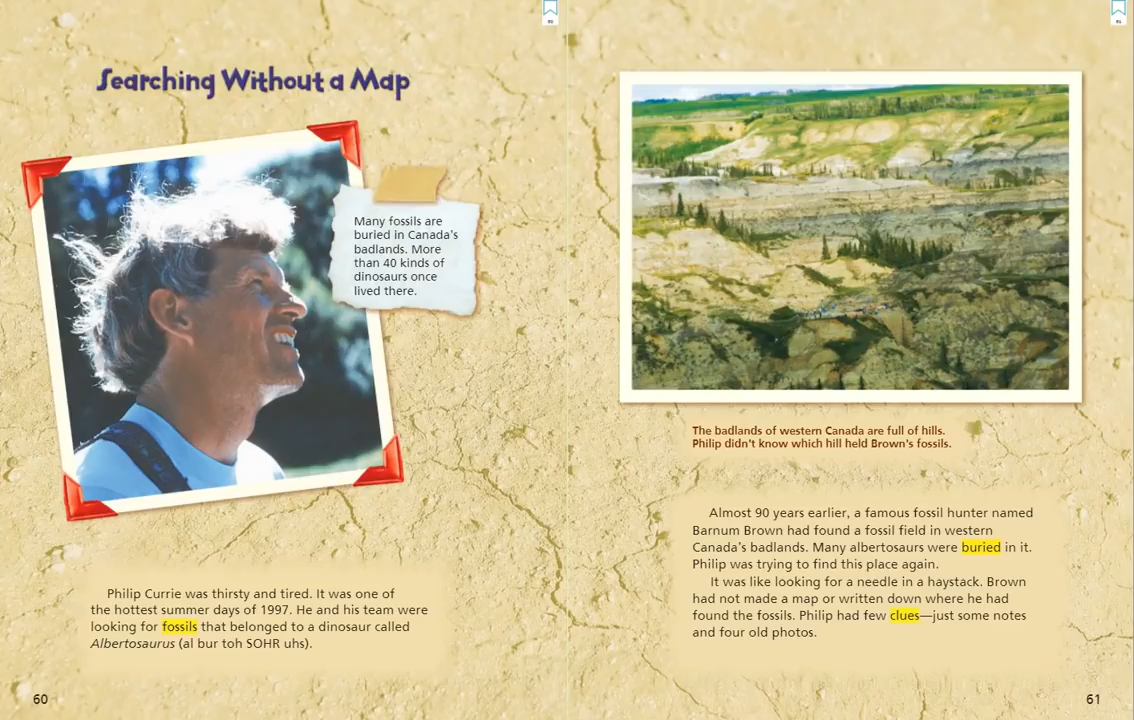 Searching Without a Map
Many fossils are
buried in Canada's
badlands. More
than 40 kinds of
dinosaurs once
lived there.
Philip Currie was thirsty and tired. It was one of
the hottest summer days of 1997. He and his team were
looking for fossils that belonged to a dinosaur called
Albertosaurus (al bur toh SOHR uhs).
60
The badlands of western Canada are full of hills.
Philip didn't know which hill held Brown's fossils.
Almost 90 years earlier, a famous fossil hunter named
Barnum Brown had found a fossil field in western
Canada's badlands. Many albertosaurs were buried in it.
Philip was trying to find this place again.
It was like looking for a needle in a haystack. Brown
had not made a map or written down where he had
found the fossils. Philip had few clues—just some notes
and four old photos.
61